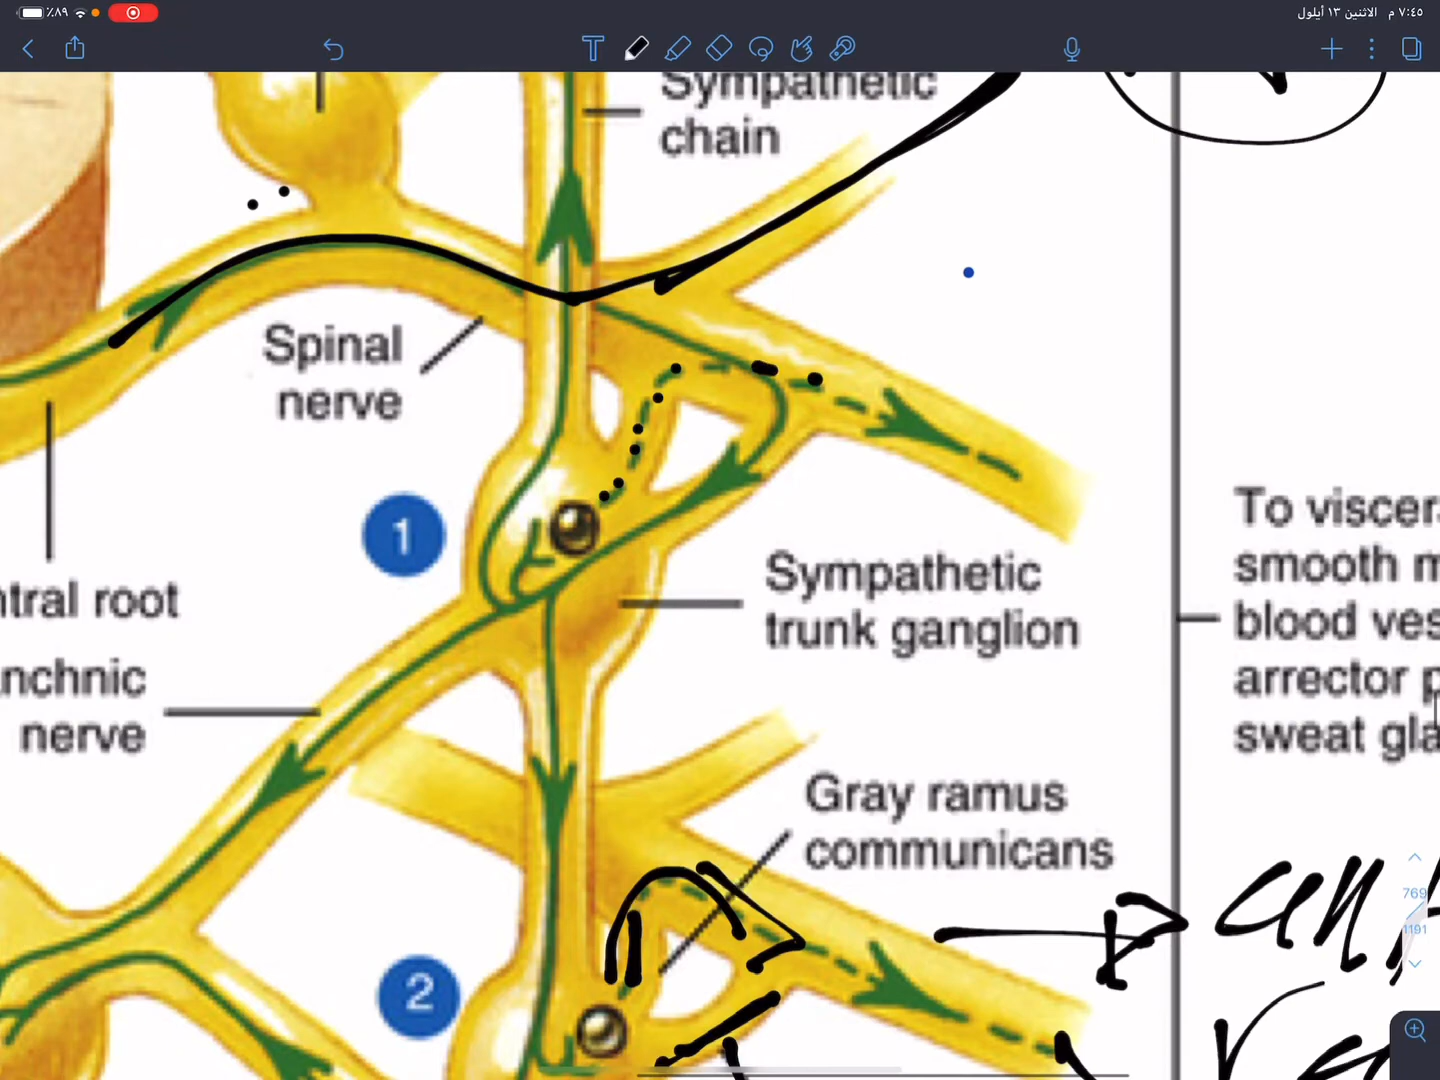 ٪٨٩
٧:٤٥ م الاثنين ١٣ أيلول
T
Sympathetic
chain
Spinal
nerve
1
ntral root
Sympathetic
trunk ganglion
anchnic
nerve
To viscer
smooth m
blood ves
arrector p
sweat gla
Gray ramus
communicans
2
769
1191